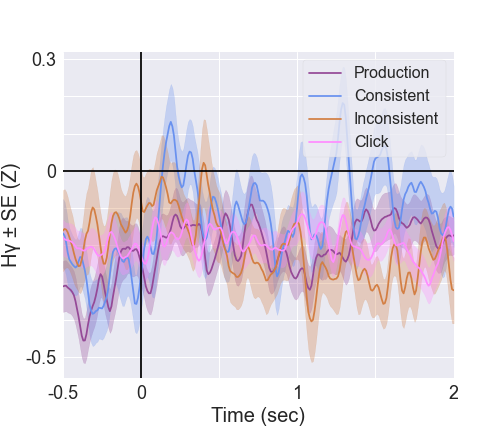 0.3
Production
Consistent
Inconsistent
Click
0
Hγ ± SE (Z)
-0.5
-0.5
0
1
2
Time (sec)